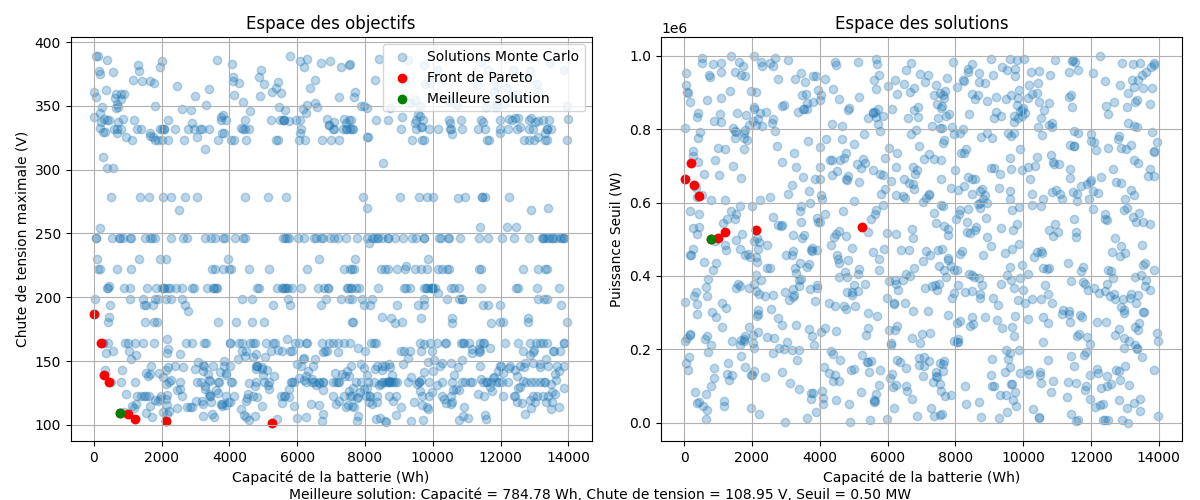 Espace des objectifs
Chute de tension maximale (V)
400
350
300
250
200
150
100
Solutions Monte Carlo
Front de Pareto
Meilleure solution
0 2000 4000 6000 8000 10000 12000 14000
Capacité de la batterie (Wh)
Espace des solutions
1e6
Puissance Seuil (W)
1.0
0.8
0.6
0.4
0.2
0.0
0 2000 4000 6000 8000 10000 12000 14000
Capacité de la batterie (Wh)
Meilleure solution: Capacité = 784.78 Wh, Chute de tension = 108.95 V, Seuil = 0.50 MW